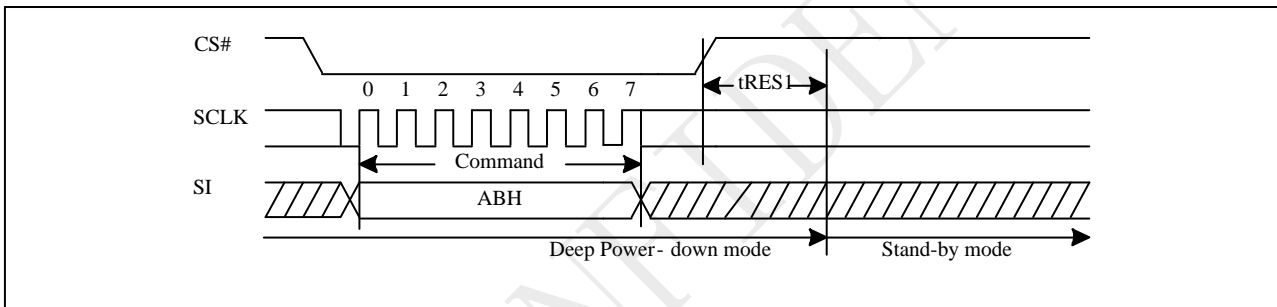 CS#
tRES1
0 1 2 3 4 5 6 7
SCLK
Command
SI
ABH
Deep Power- down mode Stand-by mode